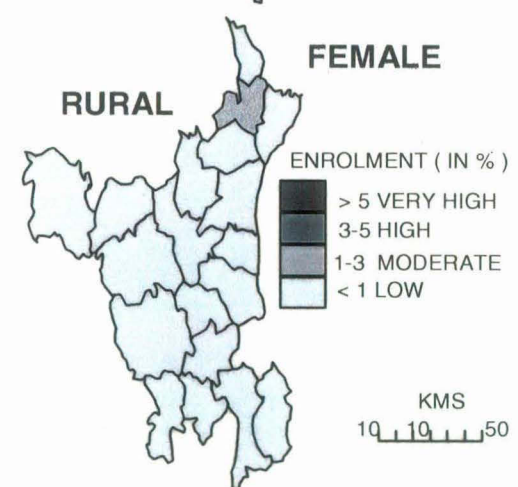 FEMALE
RURAL
ENROLMENT ( IN % )
> 5 VERY HIGH
3-5 HIGH
1-3 MODERATE
< 1 LOW
KMS
10 10 50